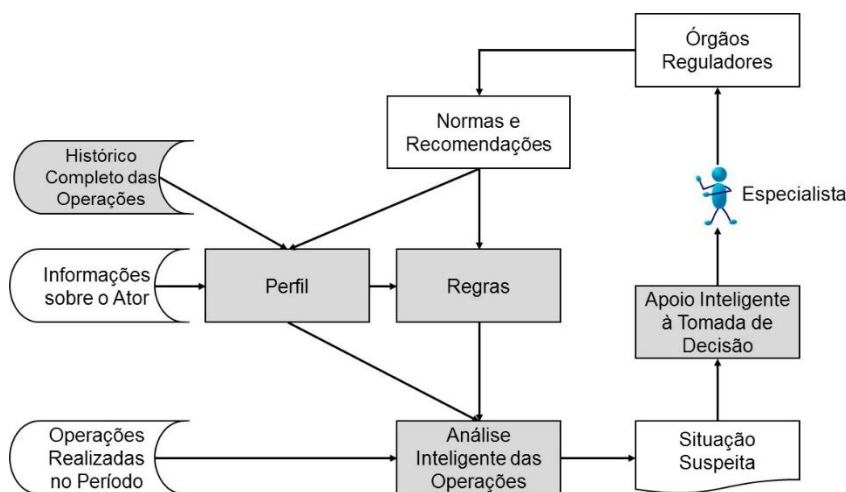 Órgãos
Reguladores
Normas e
Recomendações
Histórico
Completo das
Operações
Especialista
Informações
sobre o Ator
Perfil
Regras
Apoio Inteligente
à Tomada de
Decisão
Operações
Realizadas
no Período
Análise
Inteligente das
Operações
Situação
Suspeita